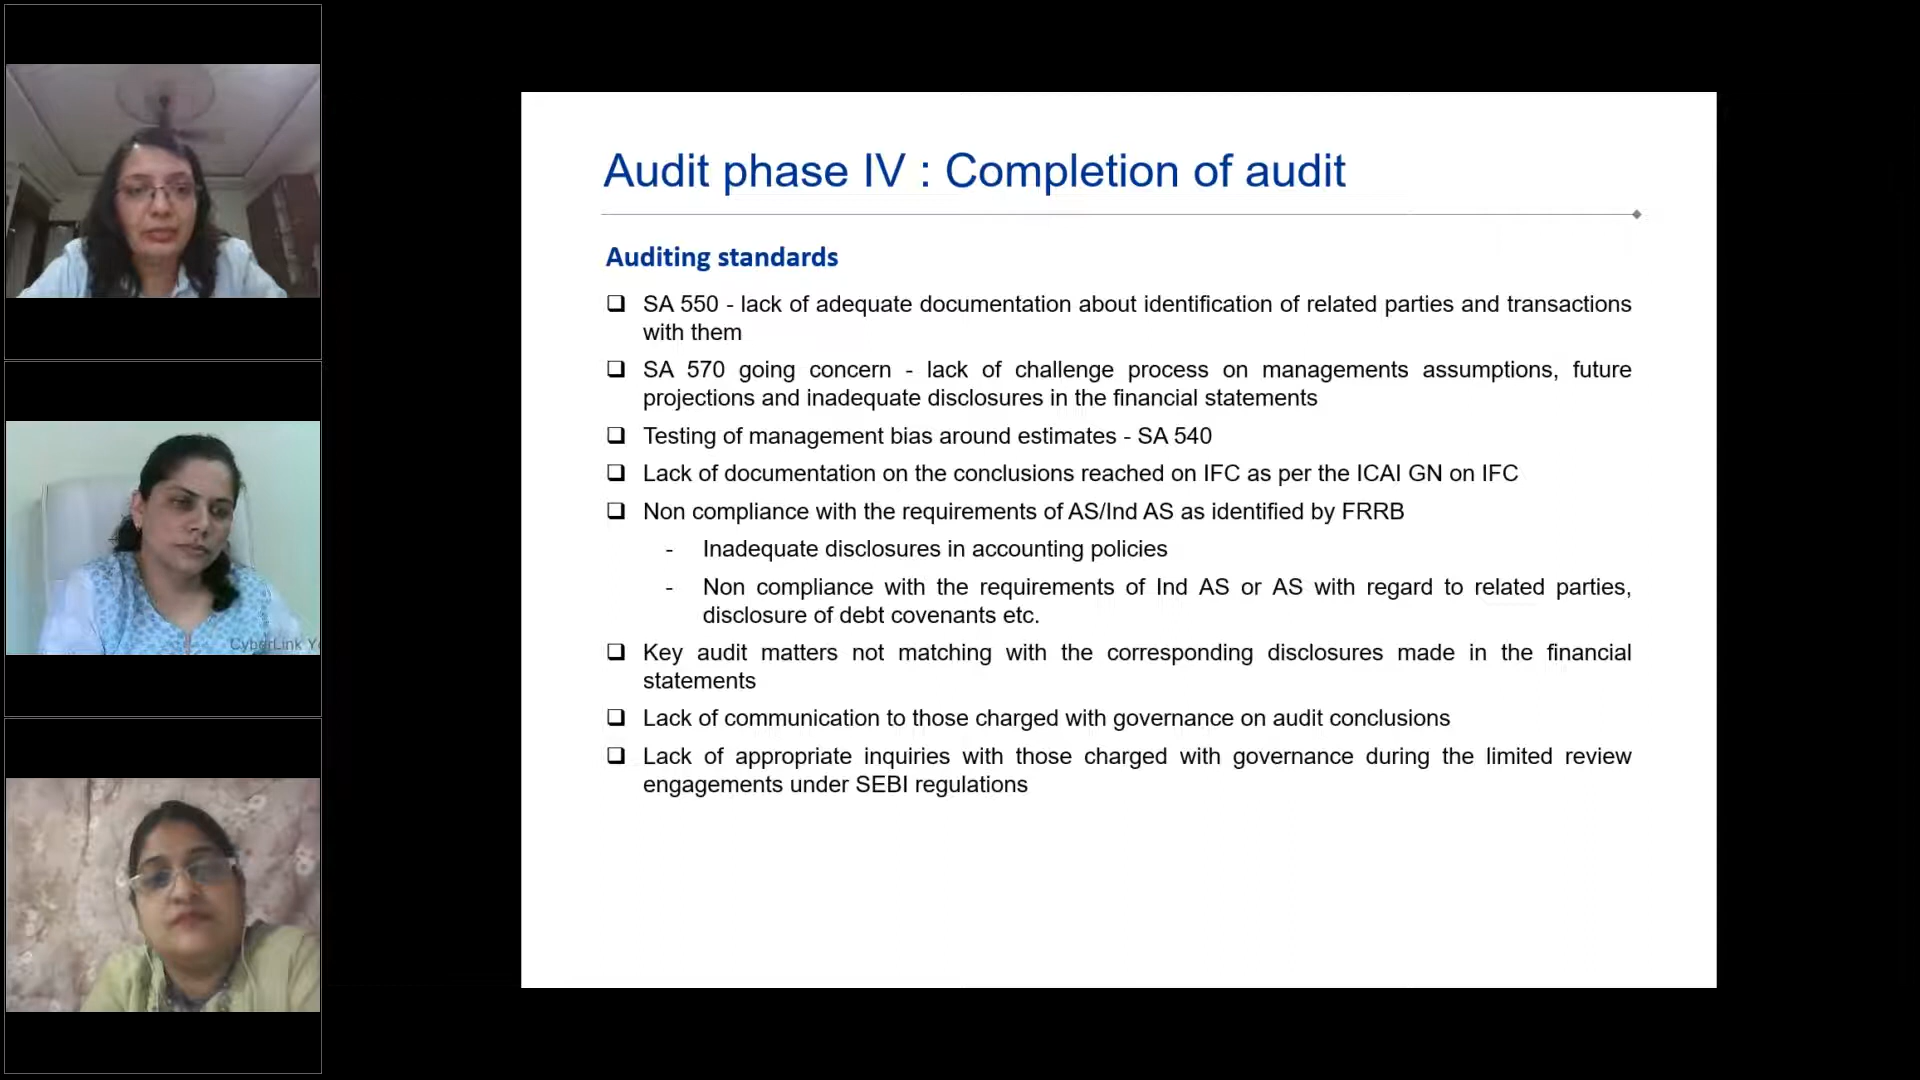 Audit phase IV : Completion of audit
Auditing standards
❑ SA 550 - lack of adequate documentation about identification of related parties and transactions
with them
❑ SA 570 going concern - lack of challenge process on managements assumptions, future
projections and inadequate disclosures in the financial statements
❑ Testing of management bias around estimates - SA 540
❑ Lack of documentation on the conclusions reached on IFC as per the ICAI GN on IFC
❑ Non compliance with the requirements of AS/Ind AS as identified by FRRB
- Inadequate disclosures in accounting policies
- Non compliance with the requirements of Ind AS or AS with regard to related parties,
disclosure of debt covenants etc.
❑ Key audit matters not matching with the corresponding disclosures made in the financial
statements
❑ Lack of communication to those charged with governance on audit conclusions
❑ Lack of appropriate inquiries with those charged with governance during the limited review
engagements under SEBI regulations
CyberLink